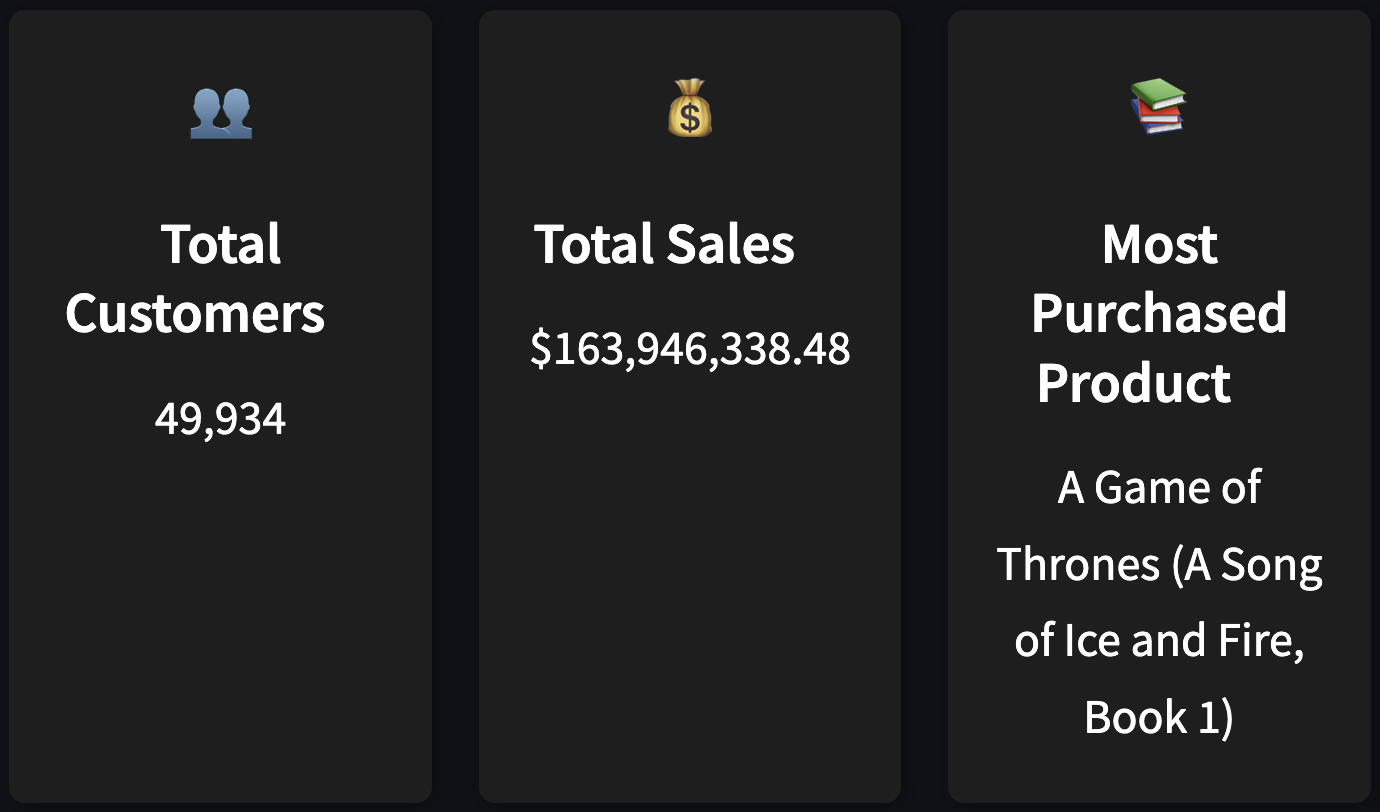 Total
Customers
49,934
Total Sales
$163,946,338.48
Most
Purchased
Product
A Game of
Thrones (A Song
of Ice and Fire,
Book 1)